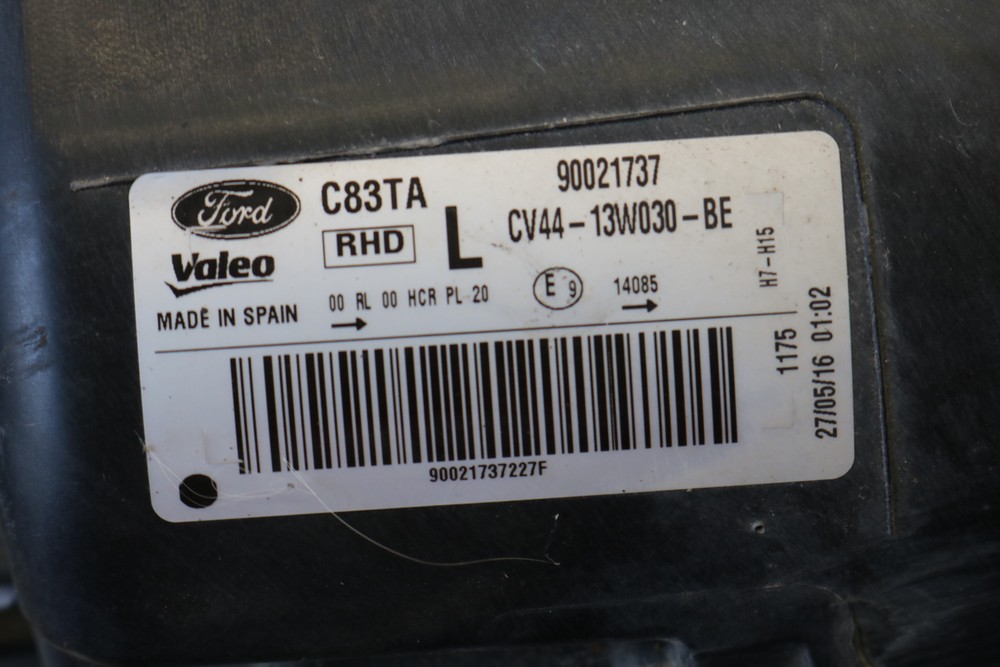 Ford
C83TA
90021737
Valeo
RHD
L
CV44-13W030-BE
MADE IN SPAIN
00 RL 00 HCR PL 20
E 9
14085
H7-H15
1175
27/05/16 01:02
90021737227F